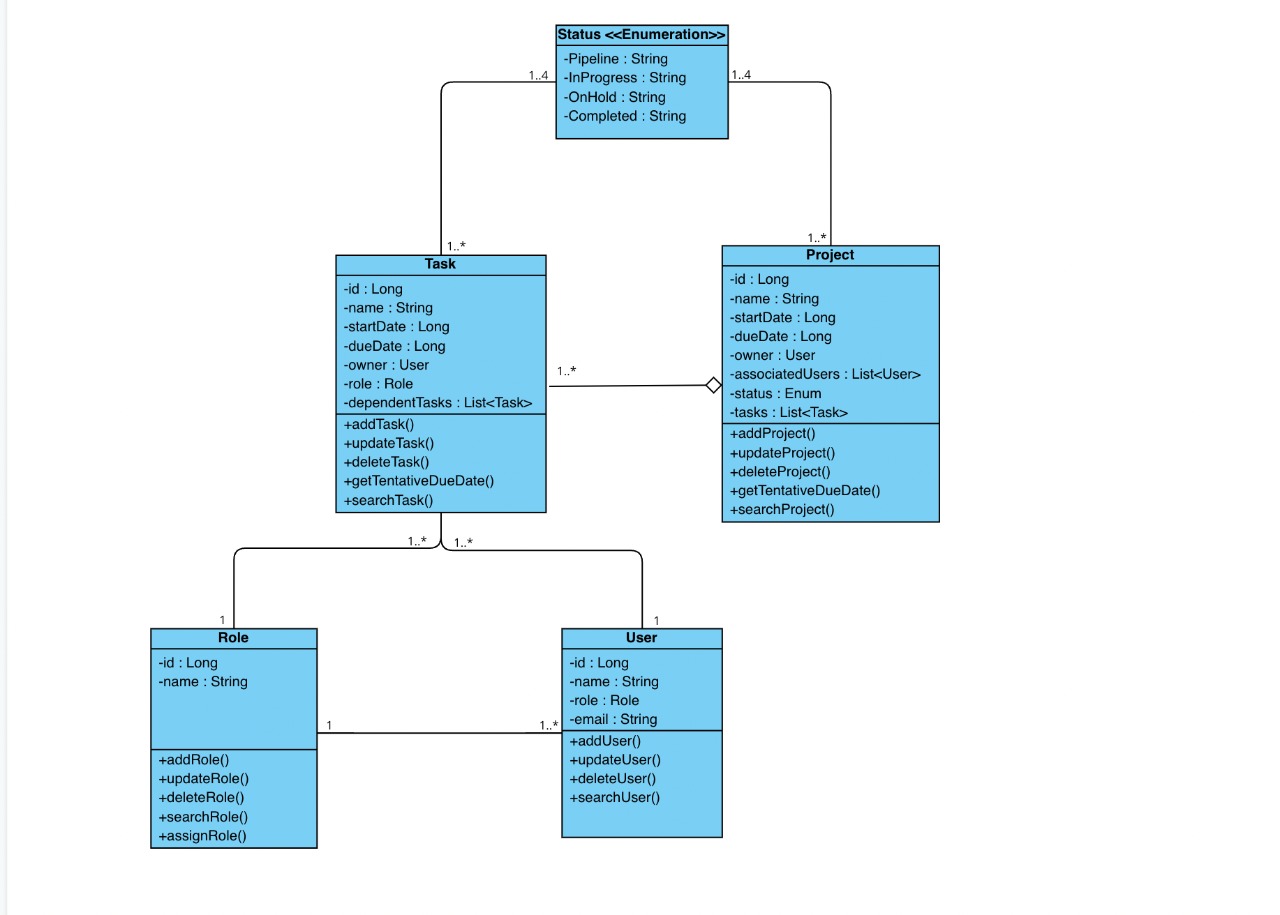 Status <<Enumeration>>
-Pipeline : String
-InProgress : String
-OnHold : String
-Completed : String
1..4
1..4
1..*
1..*
Task
-id : Long
-name : String
-startDate : Long
-dueDate : Long
-owner : User
-role : Role
-dependentTasks : List<Task>
+addTask()
+updateTask()
+deleteTask()
+getTentativeDueDate()
+searchTask()
1..*
Project
-id : Long
-name : String
-startDate : Long
-dueDate : Long
-owner : User
-associatedUsers : List<User>
-status : Enum
-tasks : List<Task>
+addProject()
+updateProject()
+deleteProject()
+getTentativeDueDate()
+searchProject()
1..*
1..*
1
1
Role
-id : Long
-name : String
+addRole()
+updateRole()
+deleteRole()
+searchRole()
+assignRole()
1
1..*
User
-id : Long
-name : String
-role : Role
-email : String
+addUser()
+updateUser()
+deleteUser()
+searchUser()